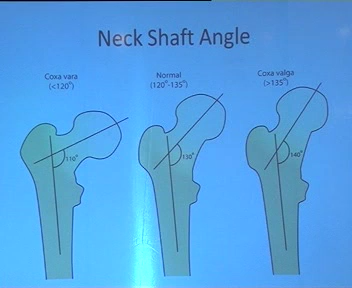 Neck Shaft Angle
Coxa vara
(<120°)
Normal
(120°-135°)
Coxa valga
(>135°)
110°
130°
140°